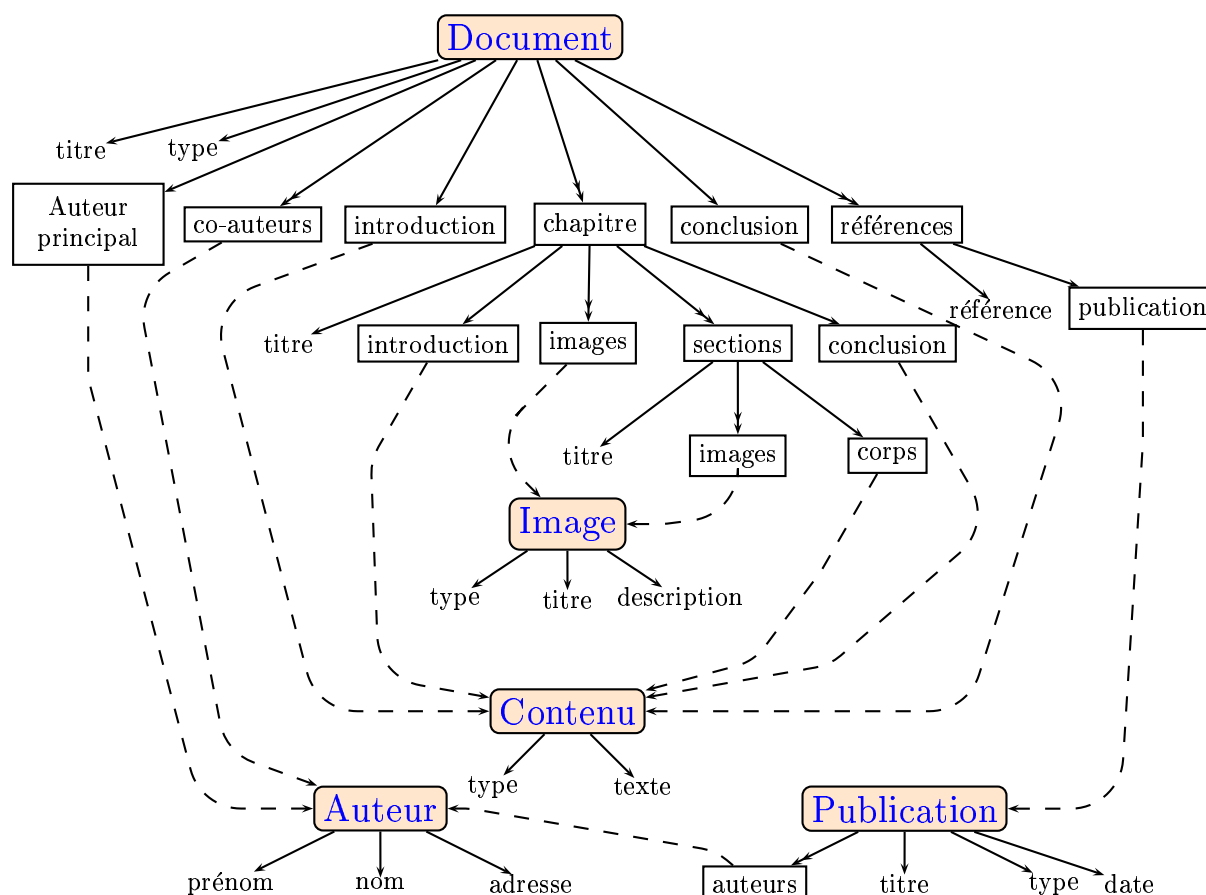 Document
titre
type
Auteur
principal
co-auteurs
introduction
chapitre
conclusion
références
titre
introduction
images
sections
conclusion
référence
publication
titre
images
corps
Image
type
titre
description
Contenu
type
texte
Auteur
Publication
prénom
nom
adresse
auteurs
titre
type
date